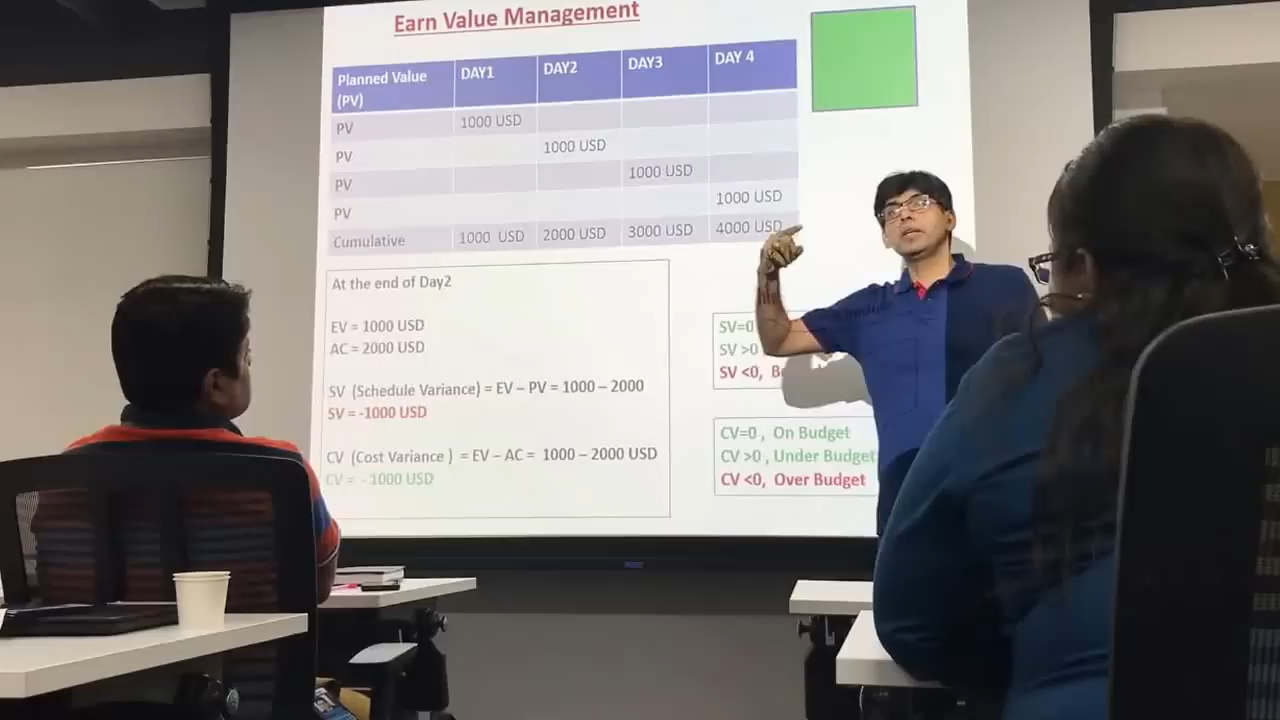 Earn Value Management
Planned Value DAY1 DAY2 DAY3 DAY 4
(PV)
PV 1000 USD
PV 1000 USD
PV 1000 USD
PV 1000 USD
Cumulative 1000 USD 2000 USD 3000 USD 4000 USD
At the end of Day2
EV = 1000 USD
AC = 2000 USD
SV (Schedule Variance) = EV – PV = 1000 – 2000
SV = -1000 USD
CV (Cost Variance ) = EV – AC = 1000 – 2000 USD
CV = - 1000 USD
SV=0
SV >0
SV <0,
CV=0 , On Budget
CV >0 , Under Budget
CV <0, Over Budget